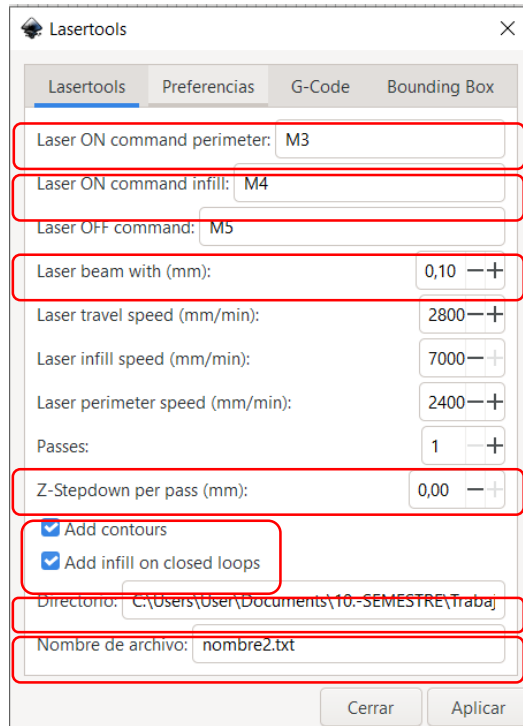 Lasertools
Lasertools Preferencias G-Code Bounding Box
Laser ON command perimeter: M3
Laser ON command infill: M4
Laser OFF command: M5
Laser beam with (mm): 0,10
Laser travel speed (mm/min): 2800
Laser infill speed (mm/min): 7000
Laser perimeter speed (mm/min): 2400
Passes: 1
Z-Stepdown per pass (mm): 0,00
Add contours
Add infill on closed loops
Directorio: C:\Users\User\Documents\10.-SEMESTRE\Trabaj
Nombre de archivo: nombre2.txt
Cerrar Aplicar